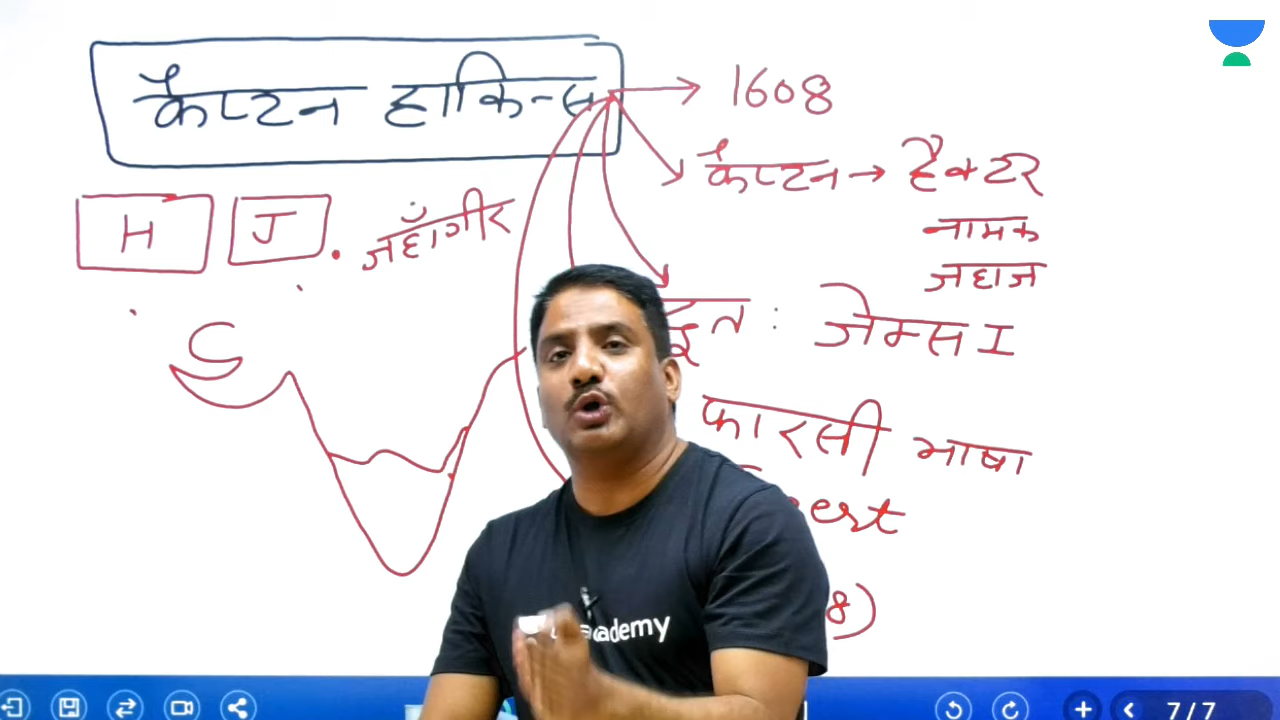 कैप्टन हाकिन्स
1608
कैप्टन → हैक्टर
नामक
जहाज
H J . जहाँगीर
दूत : जेम्स I
फारसी भाषा
ert
8)
academy
7/7